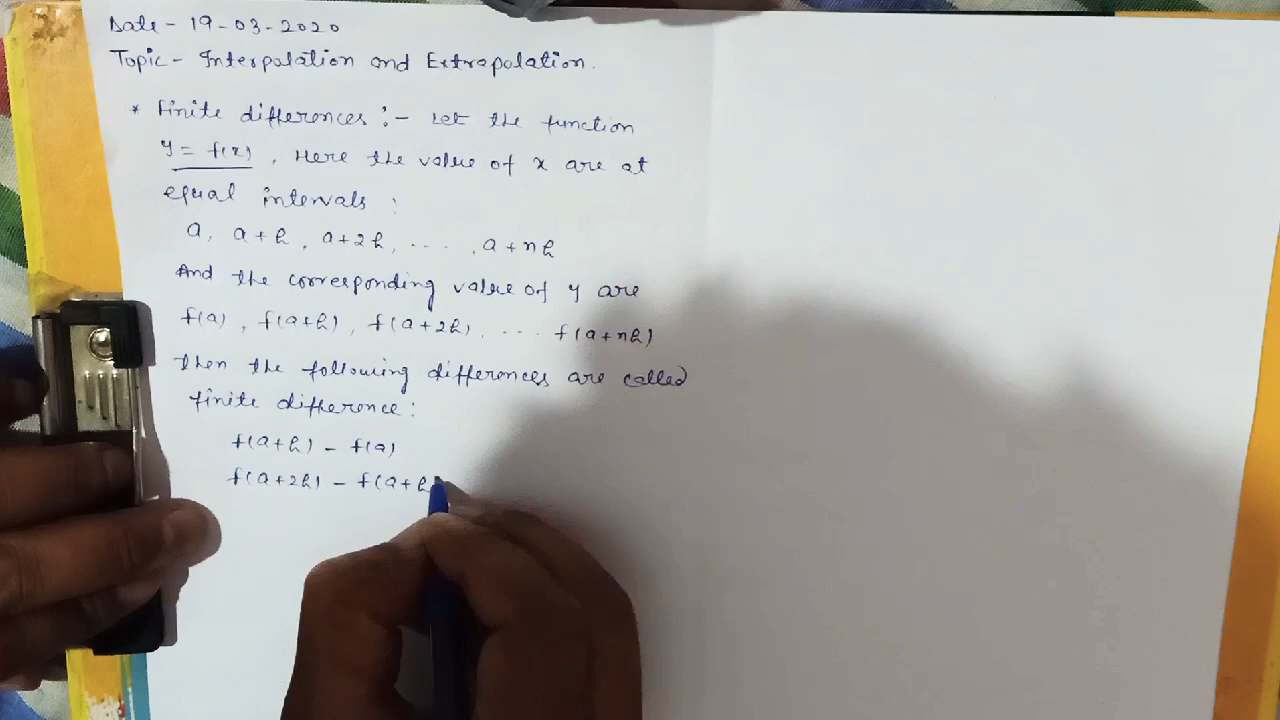 Date - 19-03-2020
Topic - Interpolation and Extrapolation.
* Finite differences :- Let the function
y = f(x) , Here the value of x are at
equal intervals :
a, a+h, a+2h, ...., a+nh
And the corresponding value of y are
f(a), f(a+h), f(a+2h), ... f(a+nh)
then the following differences are called
finite difference:
f(a+h) - f(a)
f(a+2h) - f(a+h